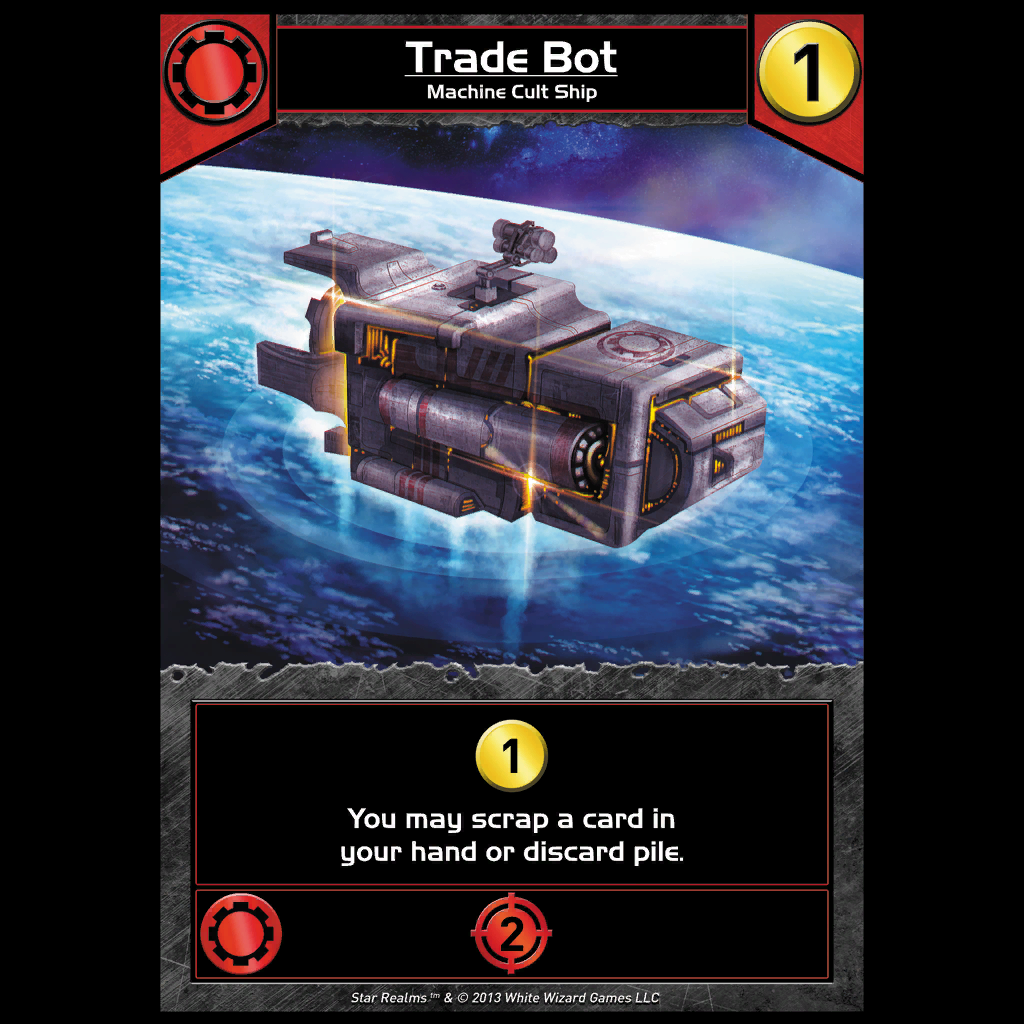 Trade Bot
Machine Cult Ship
1
1
You may scrap a card in
your hand or discard pile.
2
Star Realms™ & © 2013 White Wizard Games LLC